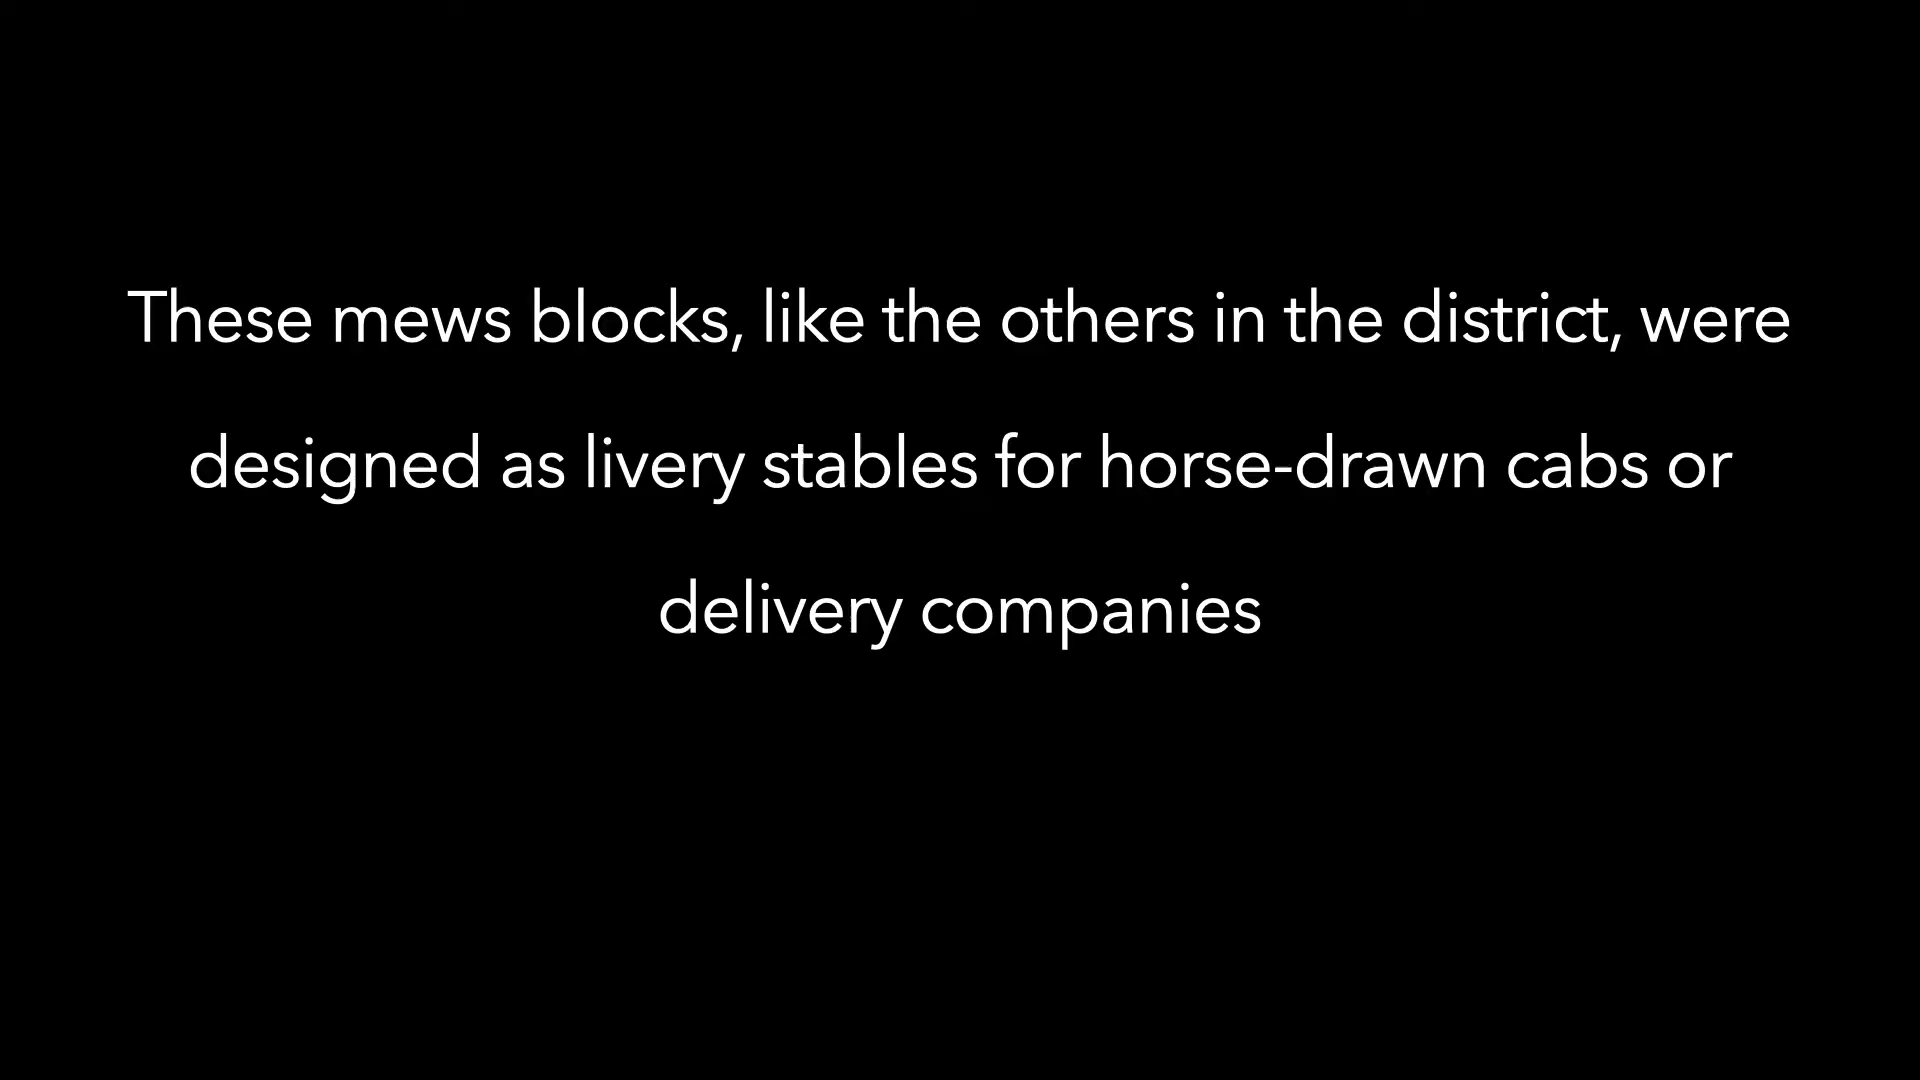 These mews blocks, like the others in the district, were
designed as livery stables for horse-drawn cabs or
delivery companies